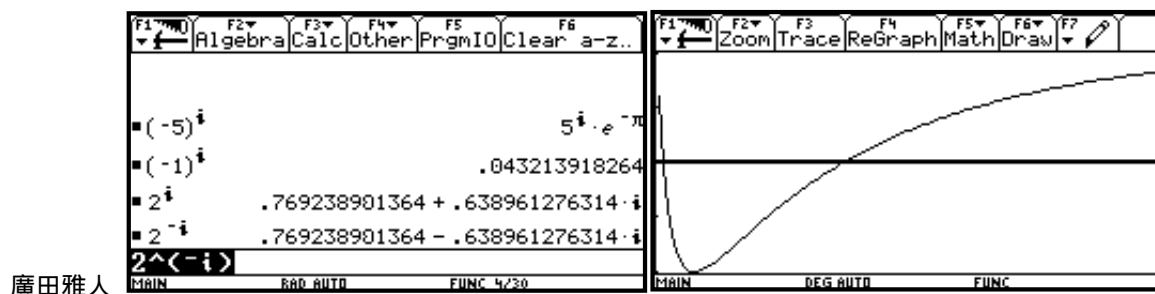 F1 F2 F3 F4 F5 F6
Algebra Calc Other PrgmIO Clear a-z..
(-5)^i 5^i·e^-π
(-1)^i .043213918264
2^i .769238901364 + .638961276314·i
2^-i .769238901364 - .638961276314·i
2^(-i)
MAIN RAD AUTO FUNC 4/30
F1 F2 F3 F4 F5 F6 F7
Zoom Trace ReGraph Math Draw
MAIN DEG AUTO FUNC
廣田雅人